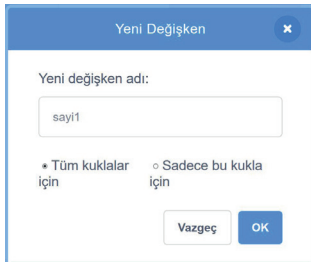 Yeni Değişken
Yeni değişken adı:
sayi1
Tüm kuklalar için
Sadece bu kukla için
Vazgeç
OK